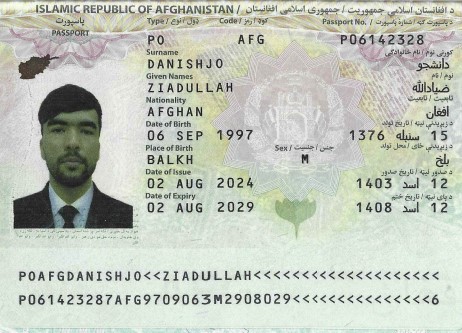 ISLAMIC REPUBLIC OF AFGHANISTAN / د افغانستان اسلامي جمهوریت / جمهوری اسلامی افغانستان
پاسپورت
PASSPORT
Type / ډول / نوع Code / کوډ / رمز Passport No. / د پاسپورت ګڼه / شماره پاسپورت
PO AFG P06142328
Surname کورنی نوم / نام خانوادگی
DANISHJO دانشجو
Given Names نوم / نام
ZIADULLAH ضیادالله
Nationality تابعیت / تابعیت
AFGHAN افغان
Date of Birth د زیږیدنې نیټه / تاریخ تولد
06 SEP 1997 15 سنبله 1376
Place of Birth Sex / جنس / جنسیت د زیږیدنې ځای / محل تولد
BALKH M بلخ
Date of Issue د صدور نیټه / تاریخ صدور
02 AUG 2024 12 اسد 1403
Date of Expiry د پای نیټه / تاریخ ختم
02 AUG 2029 12 اسد 1408
POAFGDANISHJO<<ZIADULLAH<<<<<<<<<<<<<<<<<<<<
P061423287AFG9709063M2908029<<<<<<<<<<<<<<<6